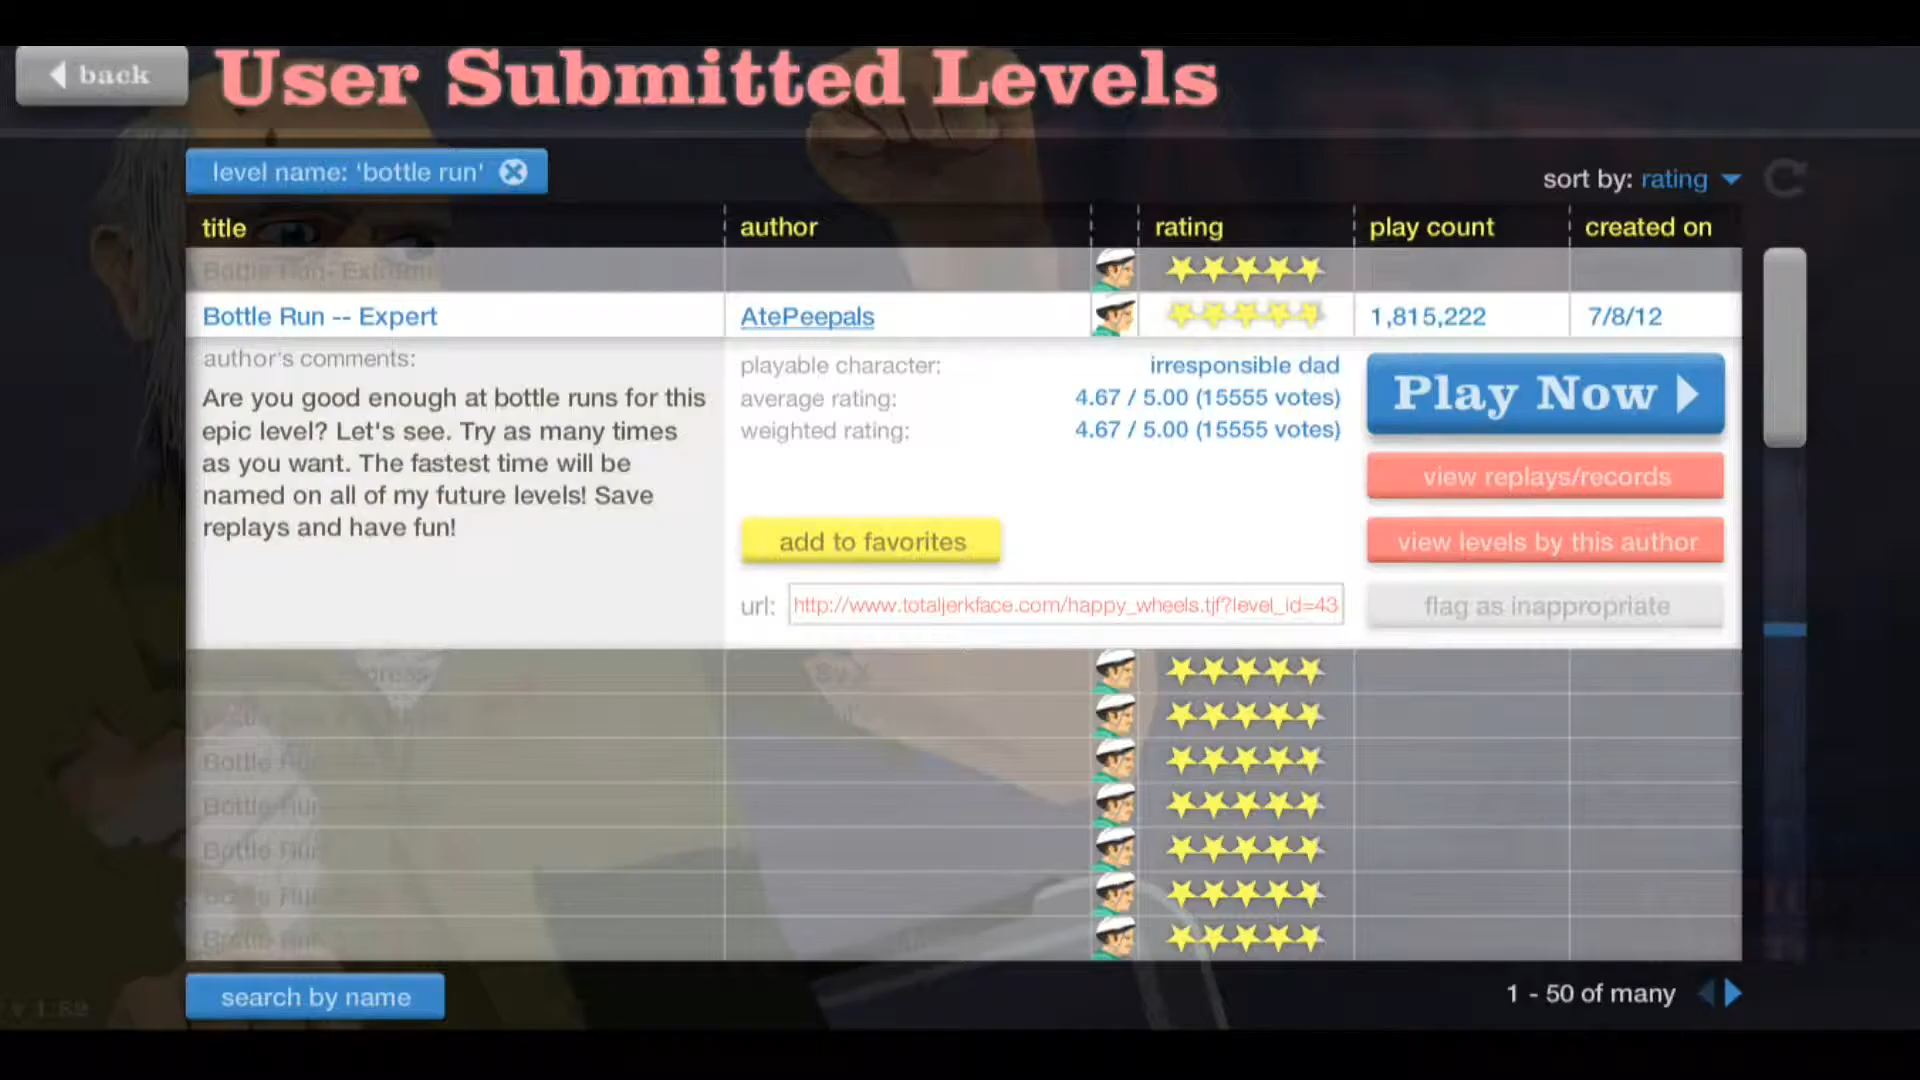 back
User Submitted Levels
level name: 'bottle run'
sort by: rating
title author rating play count created on
Bottle Run -- Expert AtePeepals 1,815,222 7/8/12
author's comments:
Are you good enough at bottle runs for this
epic level? Let's see. Try as many times
as you want. The fastest time will be
named on all of my future levels! Save
replays and have fun!
playable character: irresponsible dad
average rating: 4.67 / 5.00 (15555 votes)
weighted rating: 4.67 / 5.00 (15555 votes)
add to favorites
url: http://www.totaljerkface.com/happy_wheels.tjf?level_id=43
Play Now
view replays/records
view levels by this author
flag as inappropriate
Bottle
Bottle
Bottle
search by name
1 - 50 of many